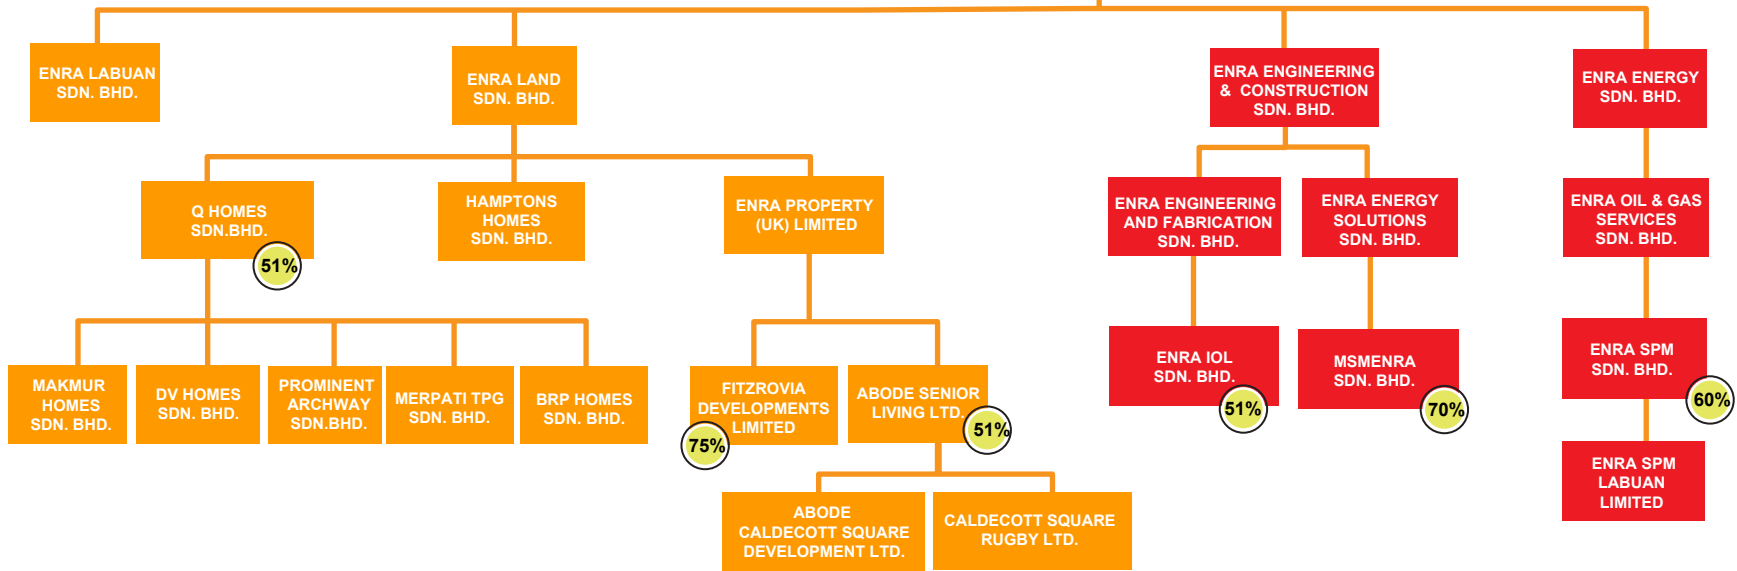 ENRA LABUAN
SDN. BHD.
ENRA LAND
SDN. BHD.
ENRA ENGINEERING
& CONSTRUCTION
SDN. BHD.
ENRA ENERGY
SDN. BHD.
Q HOMES
SDN.BHD.
51%
HAMPTONS
HOMES
SDN. BHD.
ENRA PROPERTY
(UK) LIMITED
ENRA ENGINEERING
AND FABRICATION
SDN. BHD.
ENRA ENERGY
SOLUTIONS
SDN. BHD.
ENRA OIL & GAS
SERVICES
SDN. BHD.
MAKMUR
HOMES
SDN. BHD.
DV HOMES
SDN. BHD.
PROMINENT
ARCHWAY
SDN.BHD.
MERPATI TPG
SDN. BHD.
BRP HOMES
SDN. BHD.
FITZROVIA
DEVELOPMENTS
LIMITED
75%
ABODE SENIOR
LIVING LTD.
51%
ENRA IOL
SDN. BHD.
51%
MSMENRA
SDN. BHD.
70%
ENRA SPM
SDN. BHD.
60%
ABODE
CALDECOTT SQUARE
DEVELOPMENT LTD.
CALDECOTT SQUARE
RUGBY LTD.
ENRA SPM
LABUAN
LIMITED